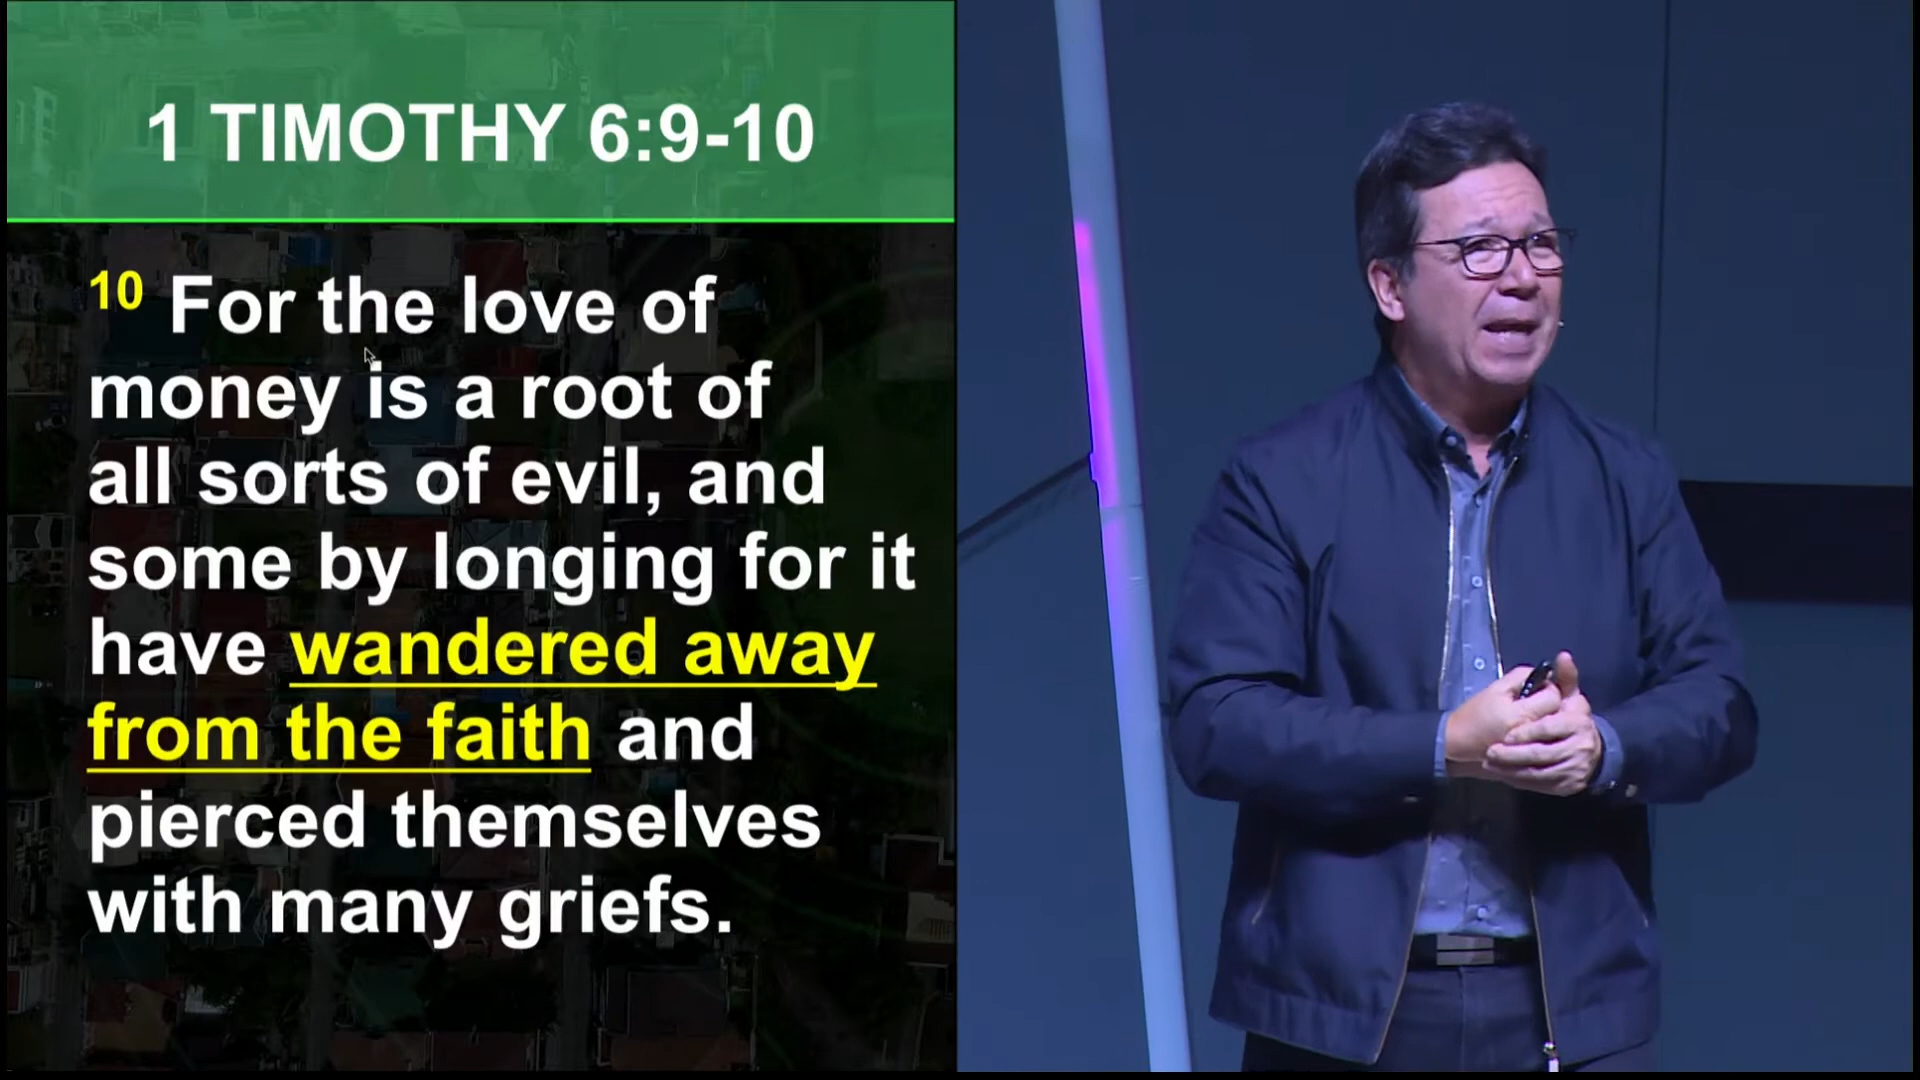 1 TIMOTHY 6:9-10
10 For the love of
money is a root of
all sorts of evil, and
some by longing for it
have wandered away
from the faith and
pierced themselves
with many griefs.